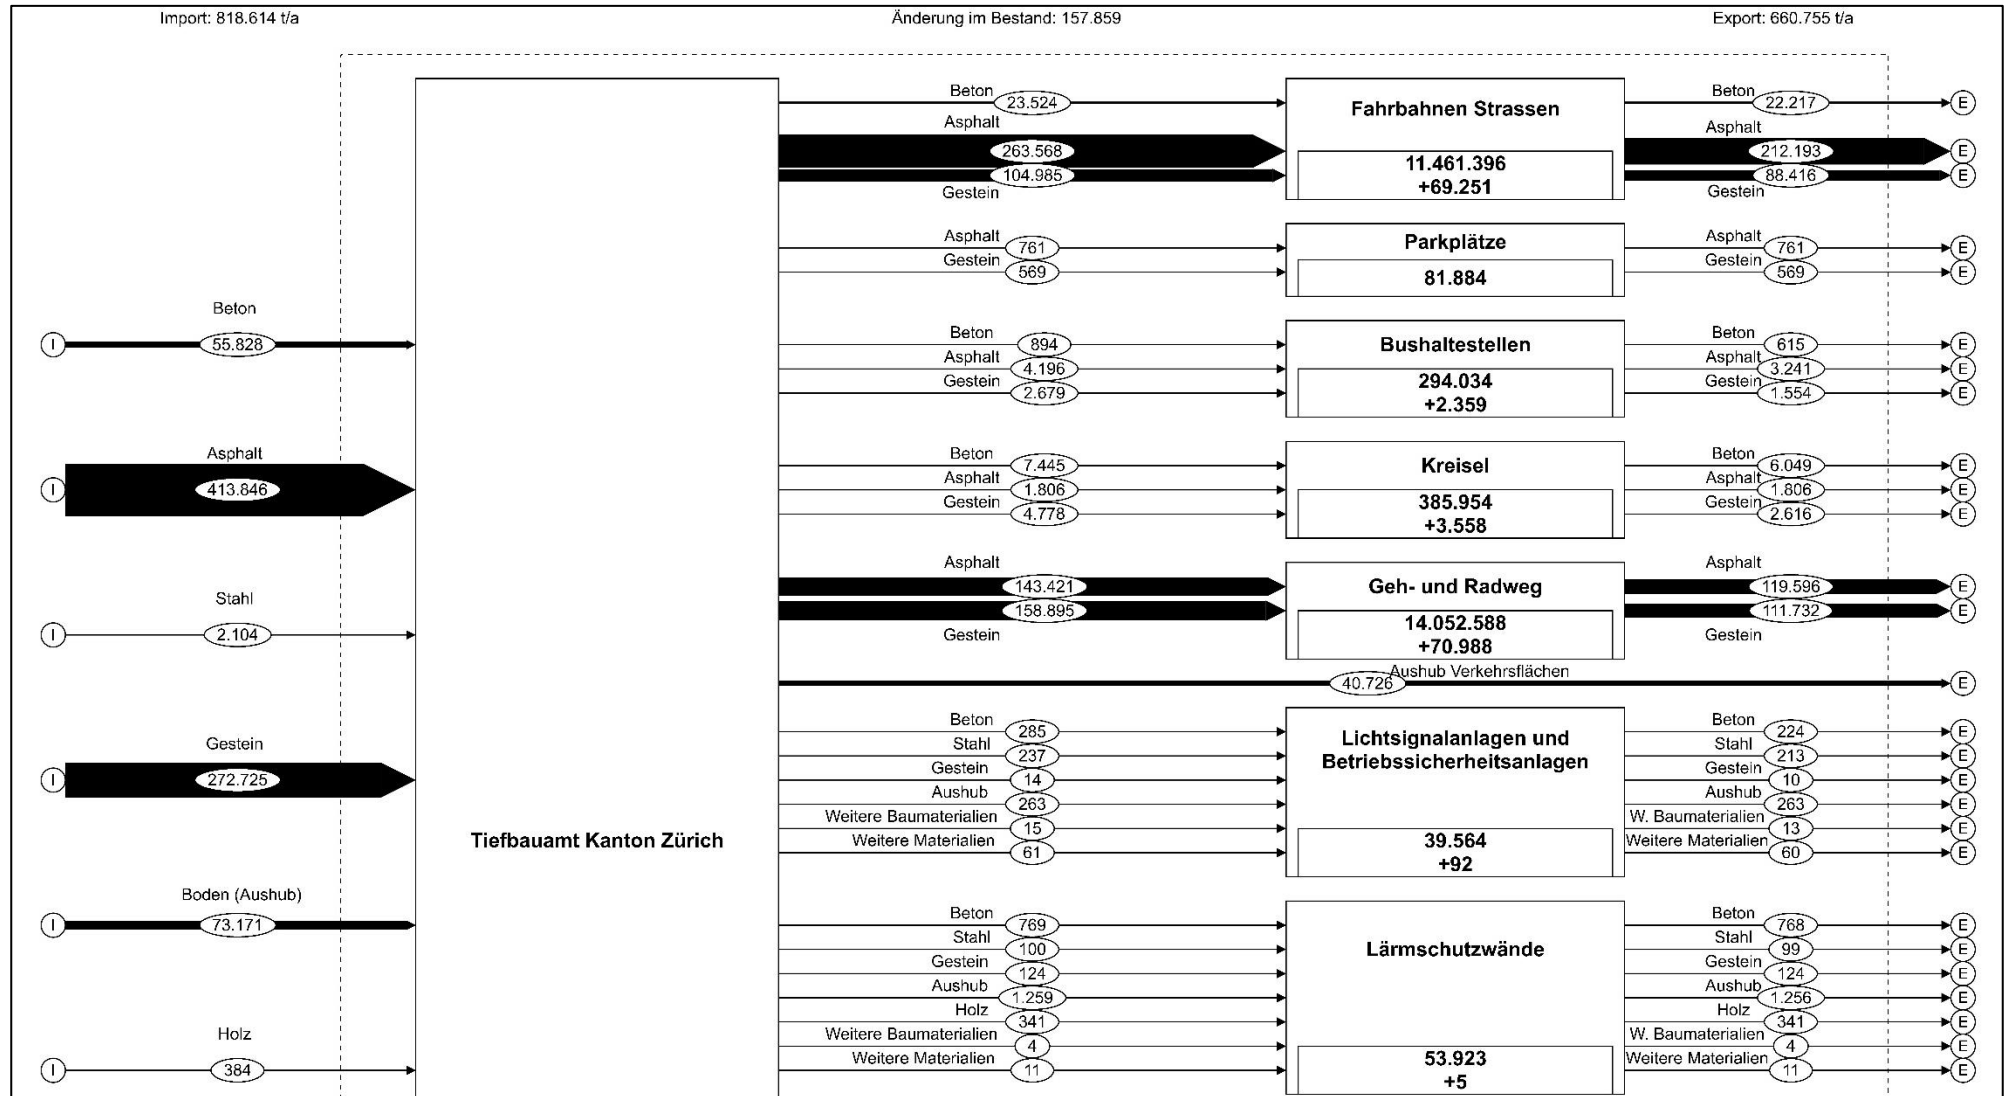 Import: 818.614 t/a
Änderung im Bestand: 157.859
Export: 660.755 t/a
Beton
55.828
I
Asphalt
413.846
I
Stahl
2.104
I
Gestein
272.725
I
Boden (Aushub)
73.171
I
Holz
384
I
Tiefbauamt Kanton Zürich
Beton
23.524
Asphalt
263.568
104.985
Gestein
Fahrbahnen Strassen
11.461.396
+69.251
Beton
22.217
E
Asphalt
212.193
E
88.416
E
Gestein
Asphalt
761
Gestein
569
Parkplätze
81.884
Asphalt
761
E
Gestein
569
E
Beton
894
Asphalt
4.196
Gestein
2.679
Bushaltestellen
294.034
+2.359
Beton
615
E
Asphalt
3.241
E
Gestein
1.554
E
Beton
7.445
Asphalt
1.806
Gestein
4.778
Kreisel
385.954
+3.558
Beton
6.049
E
Asphalt
1.806
E
Gestein
2.616
E
Asphalt
143.421
158.895
Gestein
Geh- und Radweg
14.052.588
+70.988
Asphalt
119.596
E
111.732
E
Gestein
Aushub Verkehrsflächen
40.726
E
Beton
285
Stahl
237
Gestein
14
Aushub
263
Weitere Baumaterialien
15
Weitere Materialien
61
Lichtsignalanlagen und
Betriebssicherheitsanlagen
39.564
+92
Beton
224
E
Stahl
213
E
Gestein
10
E
Aushub
263
E
W. Baumaterialien
13
E
Weitere Materialien
60
E
Beton
769
Stahl
100
Gestein
124
Aushub
1.259
Holz
341
Weitere Baumaterialien
4
Weitere Materialien
11
Lärmschutzwände
53.923
+5
Beton
768
E
Stahl
99
E
Gestein
124
E
Aushub
1.256
E
Holz
341
E
W. Baumaterialien
4
E
Weitere Materialien
11
E